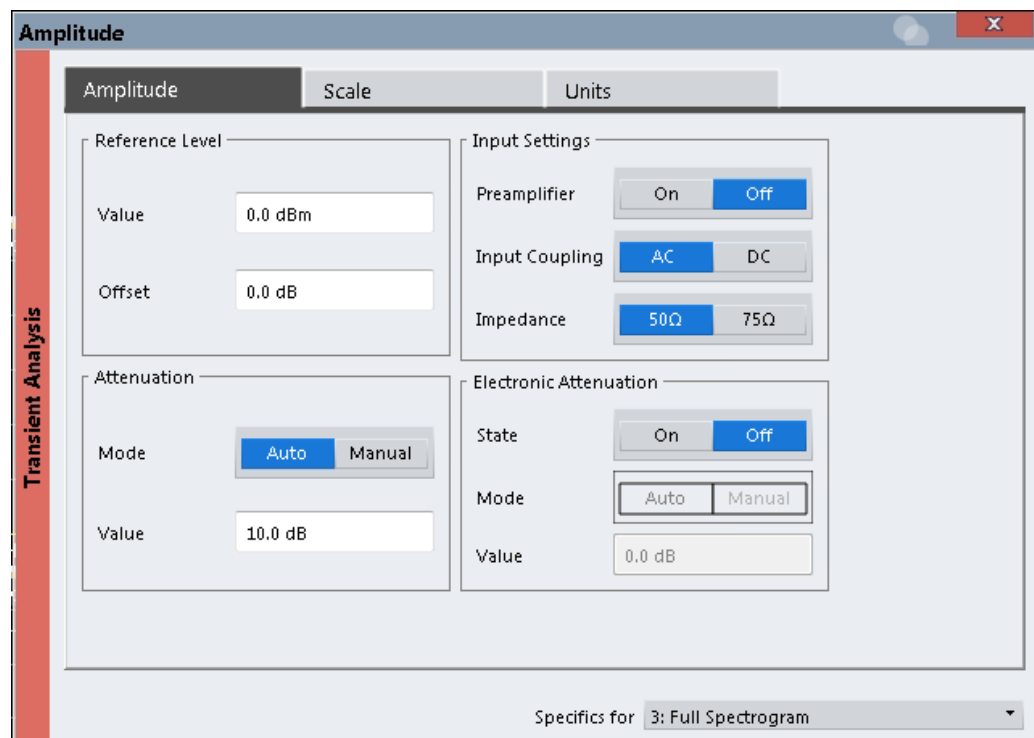 Amplitude
X
Transient Analysis
Amplitude Scale Units
Reference Level
Value 0.0 dBm
Offset 0.0 dB
Input Settings
Preamplifier On Off
Input Coupling AC DC
Impedance 50Ω 75Ω
Attenuation
Mode Auto Manual
Value 10.0 dB
Electronic Attenuation
State On Off
Mode Auto Manual
Value 0.0 dB
Specifics for 3: Full Spectrogram